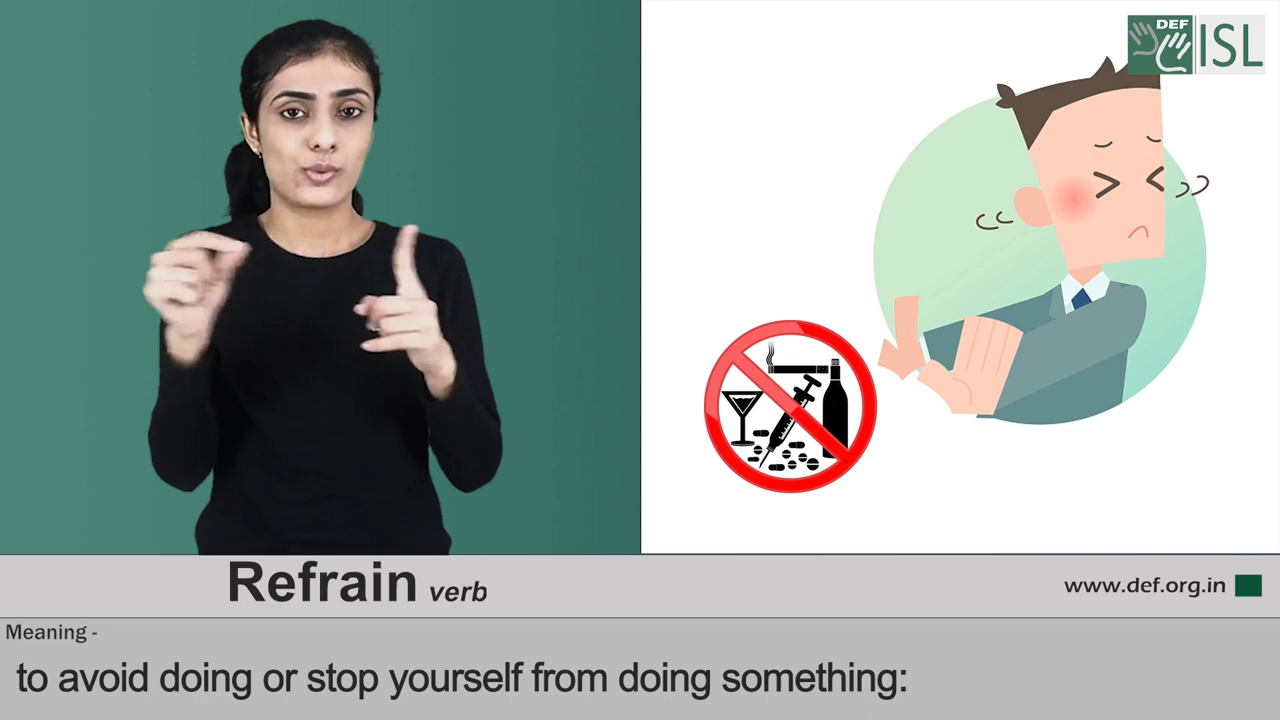 DEF
ISL
Refrain verb
www.def.org.in
Meaning -
to avoid doing or stop yourself from doing something: